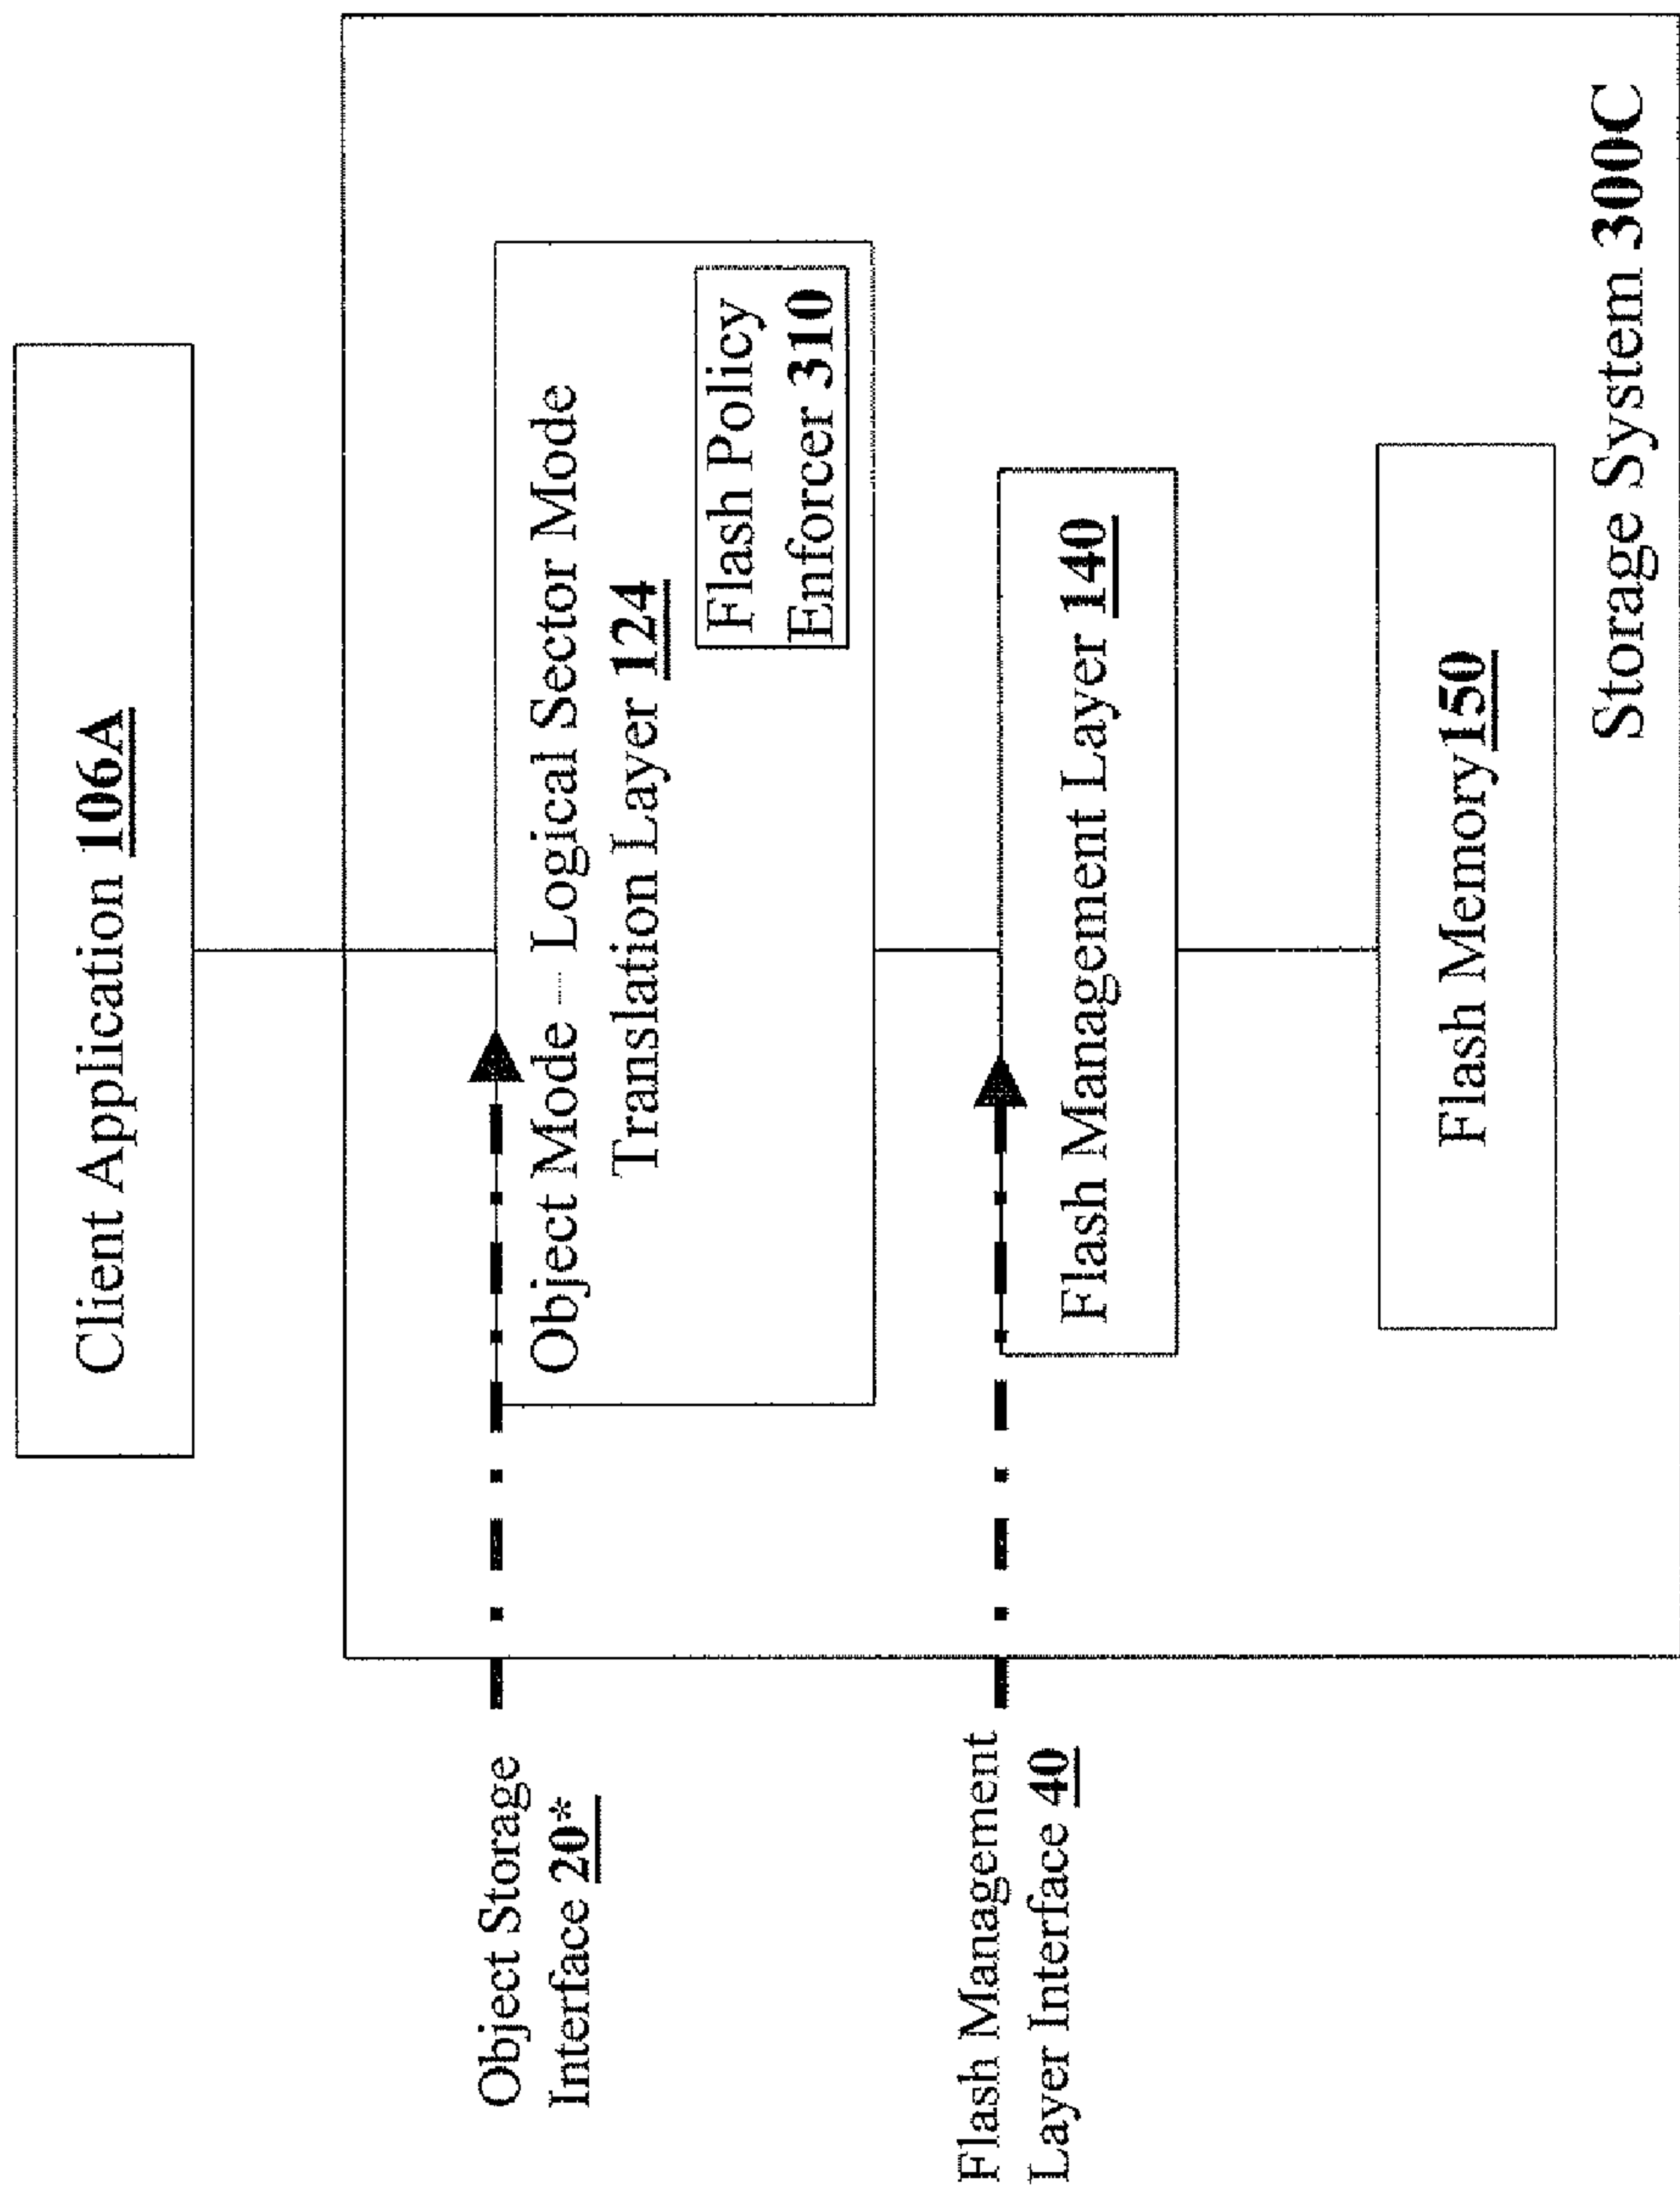 Client Application 106A
Object Storage
Interface 20*
Object Mode – Logical Sector Mode
Translation Layer 124
Flash Policy
Enforcer 310
Flash Management
Layer Interface 40
Flash Management Layer 140
Flash Memory150
Storage System 300C